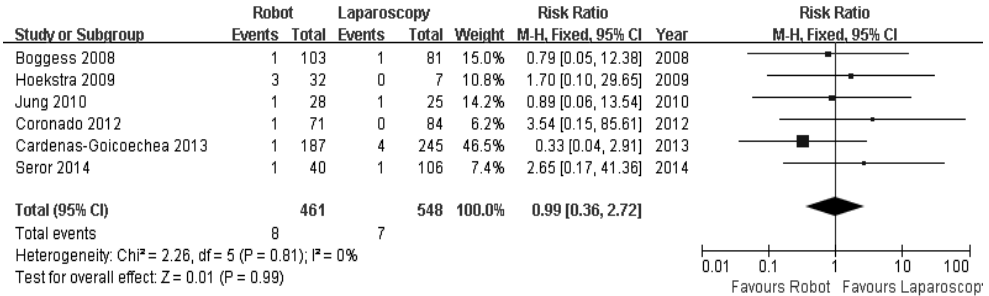 Robot Laparoscopy Risk Ratio Risk Ratio
Study or Subgroup Events Total Events Total Weight M-H, Fixed, 95% CI Year M-H, Fixed, 95% CI
Boggess 2008 1 103 1 81 15.0% 0.79 [0.05, 12.38] 2008
Hoekstra 2009 3 32 0 7 10.8% 1.70 [0.10, 29.65] 2009
Jung 2010 1 28 1 25 14.2% 0.89 [0.06, 13.54] 2010
Coronado 2012 1 71 0 84 6.2% 3.54 [0.15, 85.61] 2012
Cardenas-Goicoechea 2013 1 187 4 245 46.5% 0.33 [0.04, 2.91] 2013
Seror 2014 1 40 1 106 7.4% 2.65 [0.17, 41.36] 2014
Total (95% CI) 461 548 100.0% 0.99 [0.36, 2.72]
Total events 8 7
Heterogeneity: Chi² = 2.26, df = 5 (P = 0.81); I² = 0%
Test for overall effect: Z = 0.01 (P = 0.99)
0.01 0.1 1 10 100
Favours Robot Favours Laparoscopy